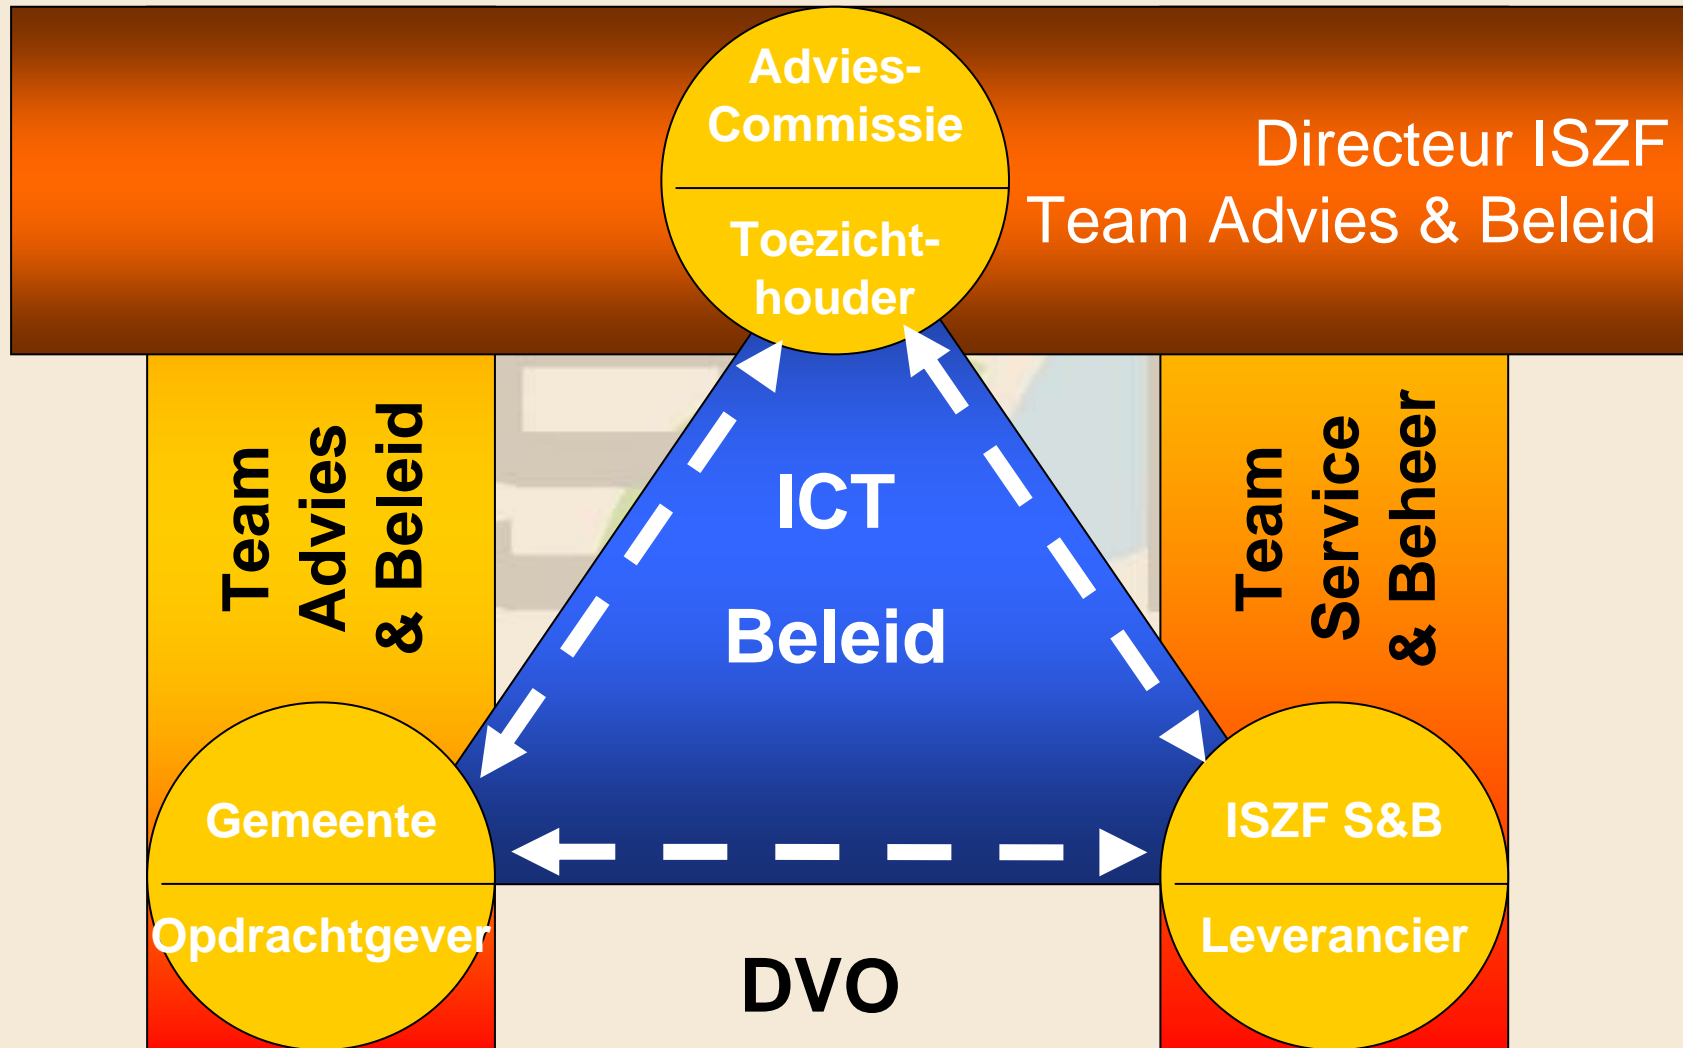 Advies-
Commissie
Toezicht-
houder
Directeur ISZF
Team Advies & Beleid
Team
Advies
& Beleid
ICT
Beleid
Team
Service
& Beheer
Gemeente
Opdrachtgever
ISZF S&B
Leverancier
DVO